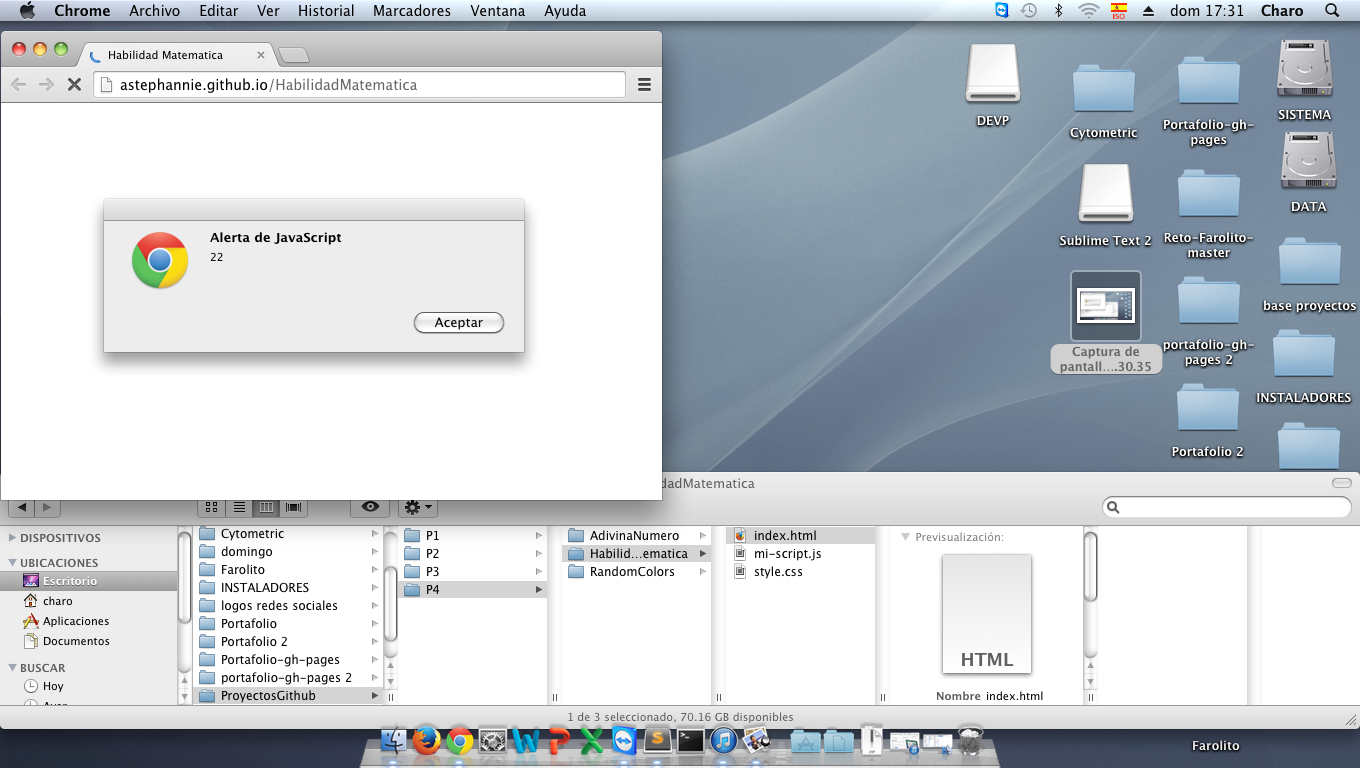 Chrome Archivo Editar Ver Historial Marcadores Ventana Ayuda
ISO
dom 17:31 Charo
Habilidad Matematica
astephannie.github.io/HabilidadMatematica
Alerta de JavaScript
22
Aceptar
DEVP
Cytometric
Portafolio-gh-
pages
SISTEMA
DATA
Sublime Text 2
Reto-Farolito-
master
base proyectos
Captura de
pantall....30.35
portafolio-gh-
pages 2
INSTALADORES
Portafolio 2
dadMatematica
DISPOSITIVOS
UBICACIONES
Escritorio
charo
Aplicaciones
Documentos
BUSCAR
Hoy
Ayer
Cytometric
domingo
Farolito
INSTALADORES
logos redes sociales
Portafolio
Portafolio 2
Portafolio-gh-pages
portafolio-gh-pages 2
ProyectosGithub
P1
P2
P3
P4
AdivinaNumero
Habilid...ematica
RandomColors
index.html
mi-script.js
style.css
Previsualización:
HTML
Nombre index.html
1 de 3 seleccionado, 70.16 GB disponibles
Farolito